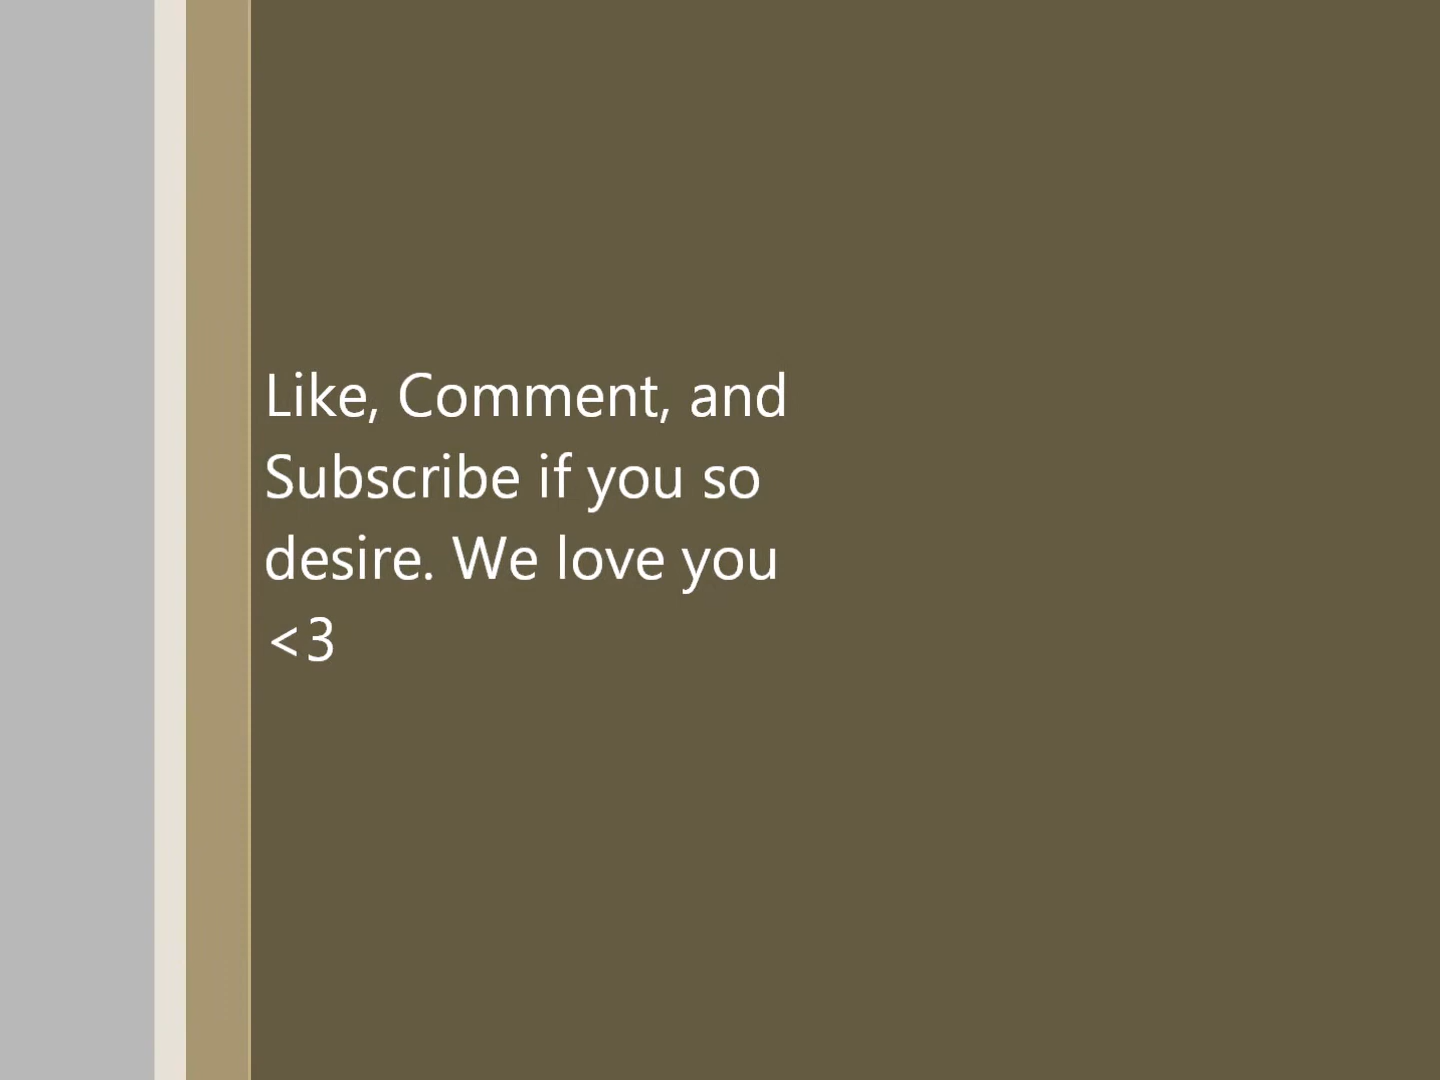 Like, Comment, and
Subscribe if you so
desire. We love you
<3